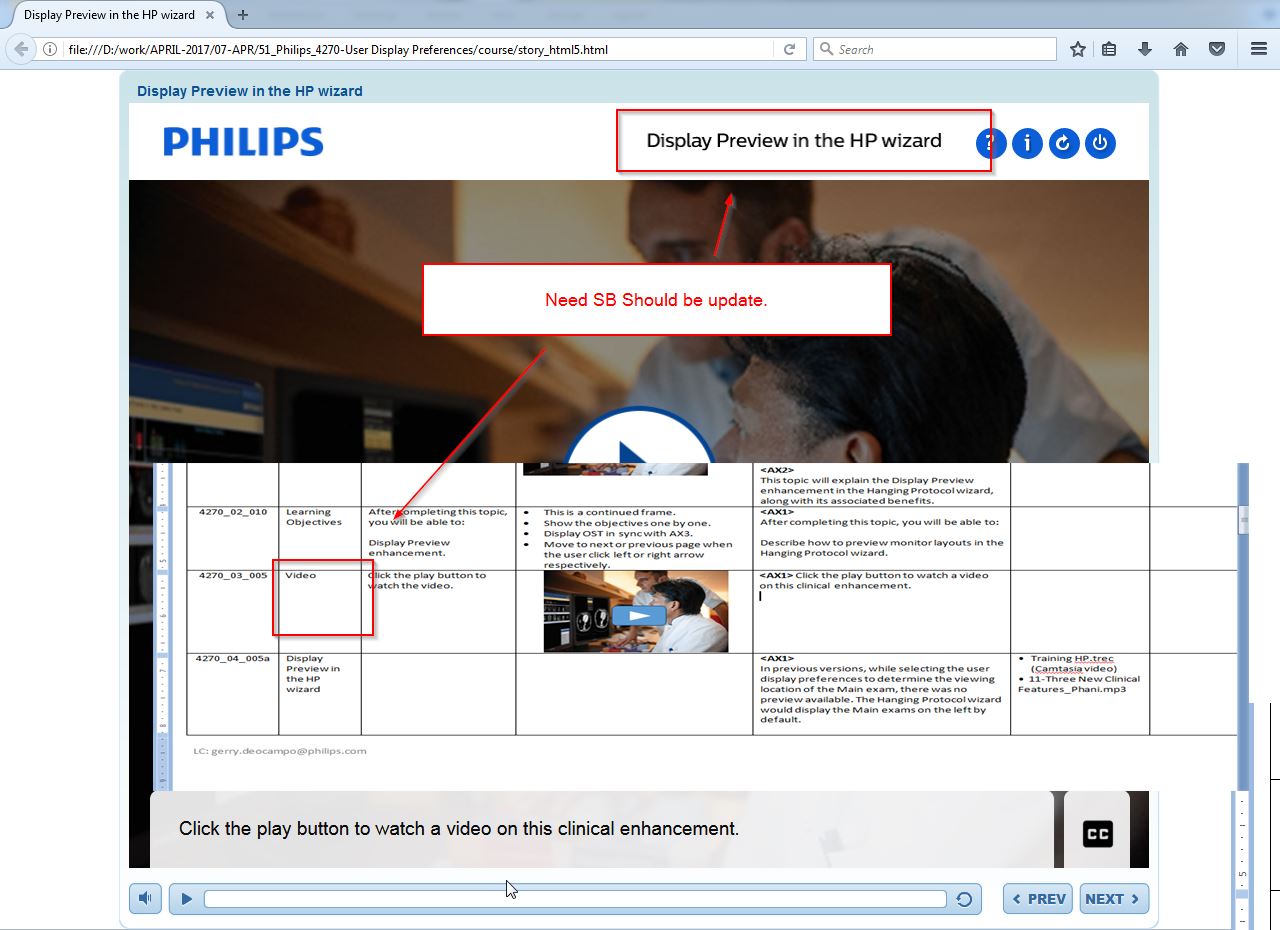 Display Preview in the HP wizard
file:///D:/work/APRIL-2017/07-APR/51_Philips_4270-User Display Preferences/course/story_html5.html
Search
Display Preview in the HP wizard
PHILIPS
Display Preview in the HP wizard
? i
Need SB Should be update.
<AX2>
This topic will explain the Display Preview
enhancement in the Hanging Protocol wizard,
along with its associated benefits.
4270_02_010
Learning
Objectives
After completing this topic,
you will be able to:
Display Preview
enhancement.
• This is a continued frame.
• Show the objectives one by one.
• Display OST in sync with AX3.
• Move to next or previous page when
the user click left or right arrow
respectively.
<AX1>
After completing this topic, you will be able to:
Describe how to preview monitor layouts in the
Hanging Protocol wizard.
4270_03_005
Video
Click the play button to
watch the video.
<AX1> Click the play button to watch a video
on this clinical enhancement.
4270_04_005a
Display
Preview in
the HP
wizard
<AX1>
In previous versions, while selecting the user
display preferences to determine the viewing
location of the Main exam, there was no
preview available. The Hanging Protocol wizard
would display the Main exams on the left by
default.
• Training HP.trec
(Camtasia video)
• 11-Three New Clinical
Features_Phani.mp3
LC: gerry.deocampo@philips.com
Click the play button to watch a video on this clinical enhancement.
CC
PREV
NEXT